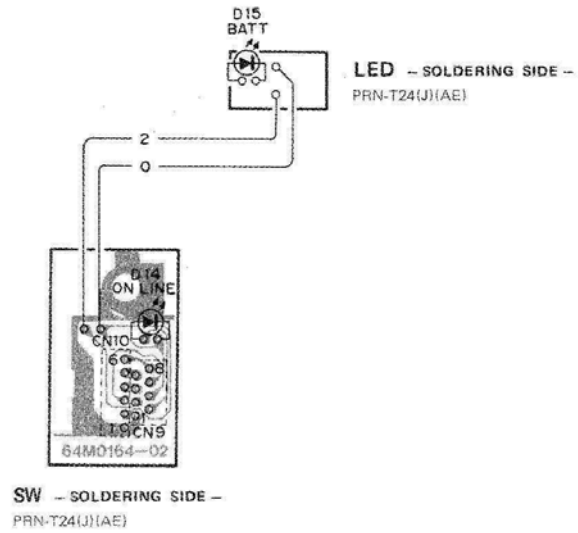 D15
BATT
LED – SOLDERING SIDE –
PRN-T24(J)(AE)
2
0
D14
ON LINE
CN10
6
8
1
1
CN9
64M0164-02
SW – SOLDERING SIDE –
PRN-T24(J)(AE)